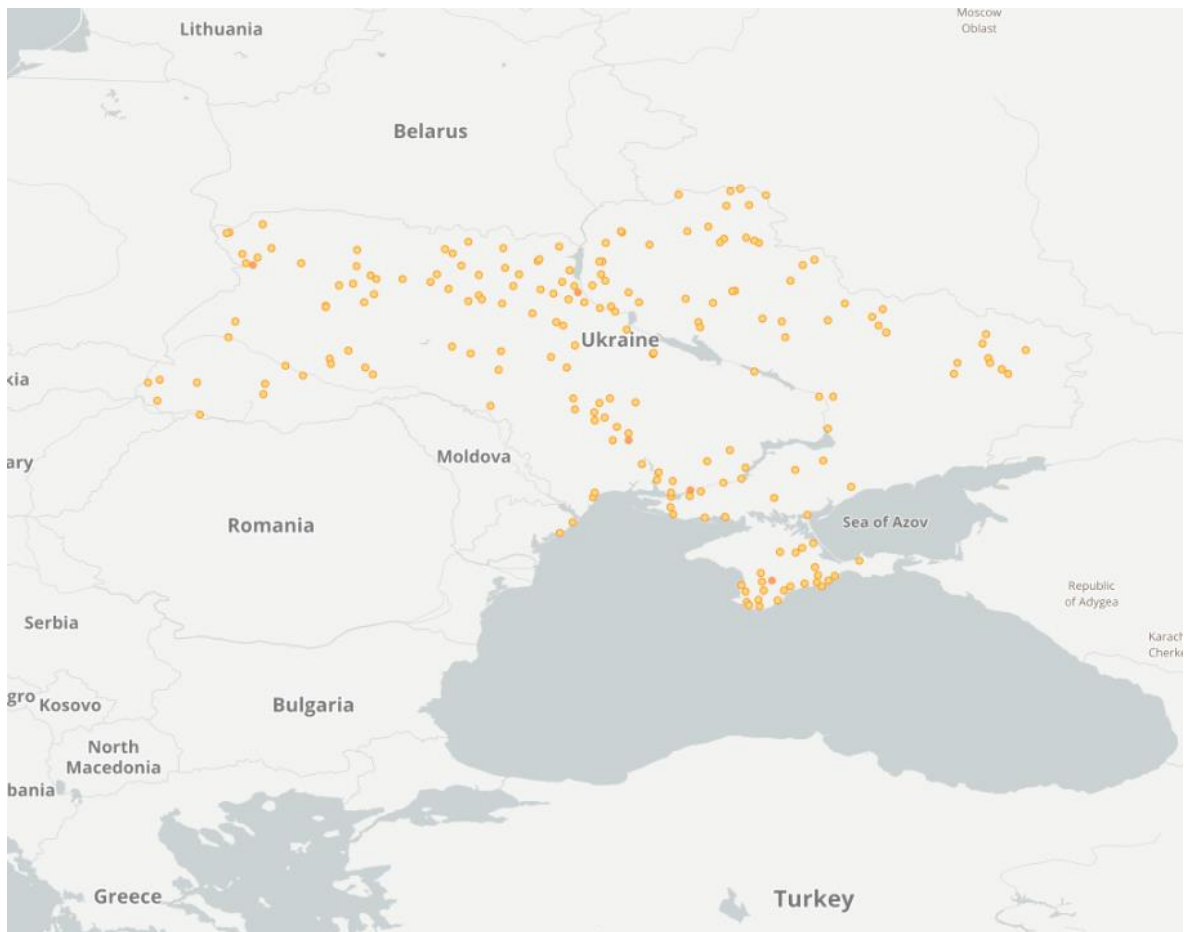 Moscow
Oblast
Lithuania
Belarus
Ukraine
kia
ary
Moldova
Romania
Sea of Azov
Republic
of Adygea
Serbia
Karach
Cherke
gro
Kosovo
Bulgaria
North
Macedonia
bania
Greece
Turkey